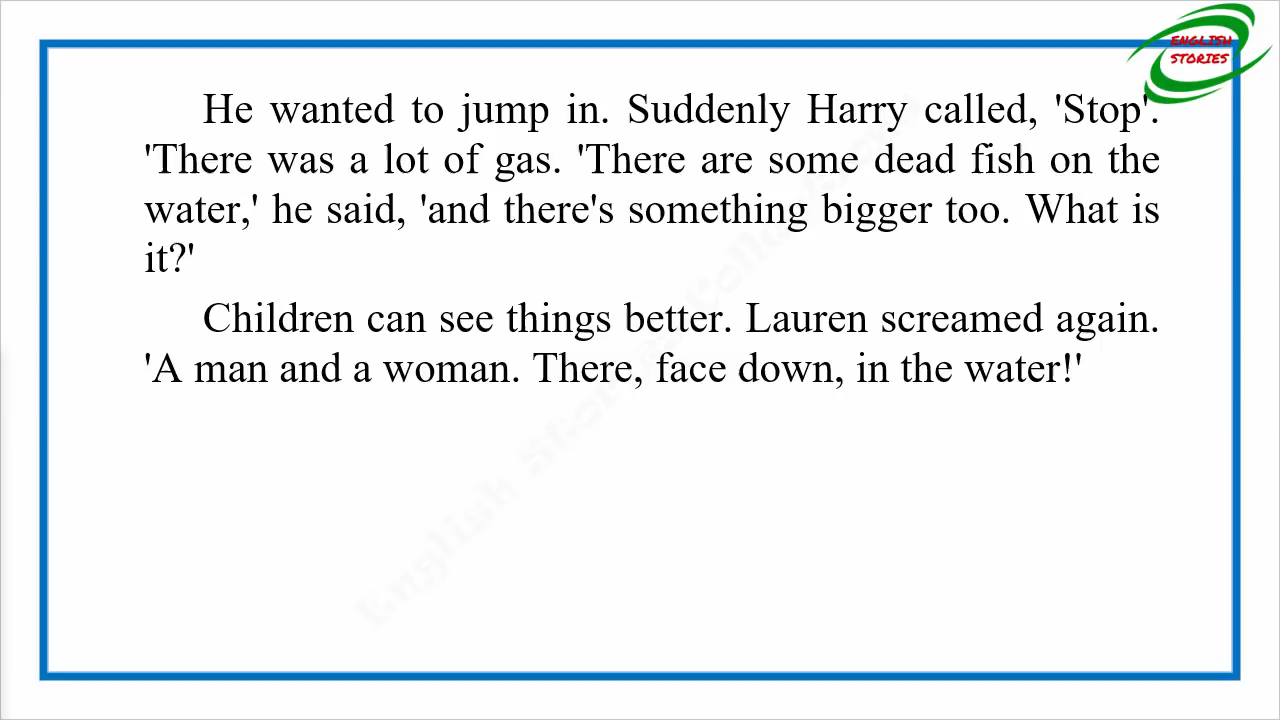 ENGLISH
STORIES
He wanted to jump in. Suddenly Harry called, 'Stop'.
'There was a lot of gas. 'There are some dead fish on the
water,' he said, 'and there's something bigger too. What is
it?'
Children can see things better. Lauren screamed again.
'A man and a woman. There, face down, in the water!'